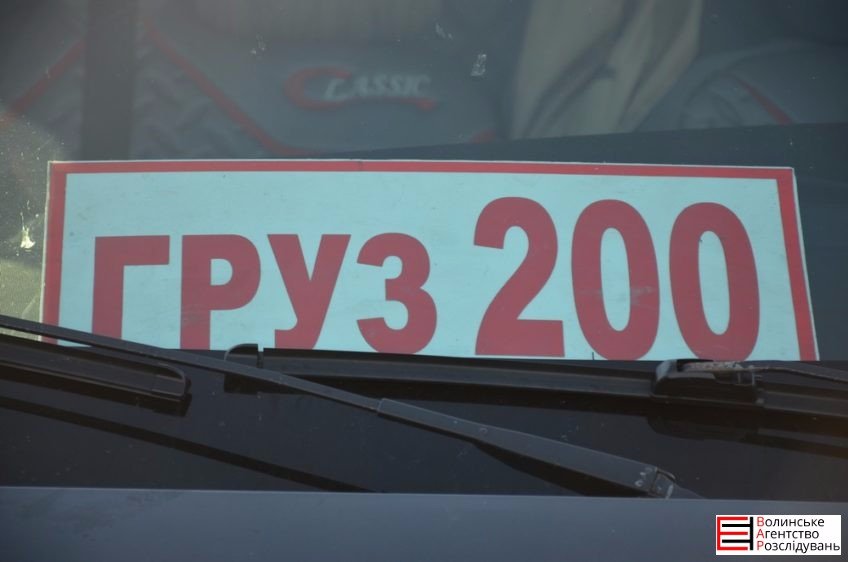 CLASSIC
ГРУЗ 200
Волинське
Агентство
Розслідувань